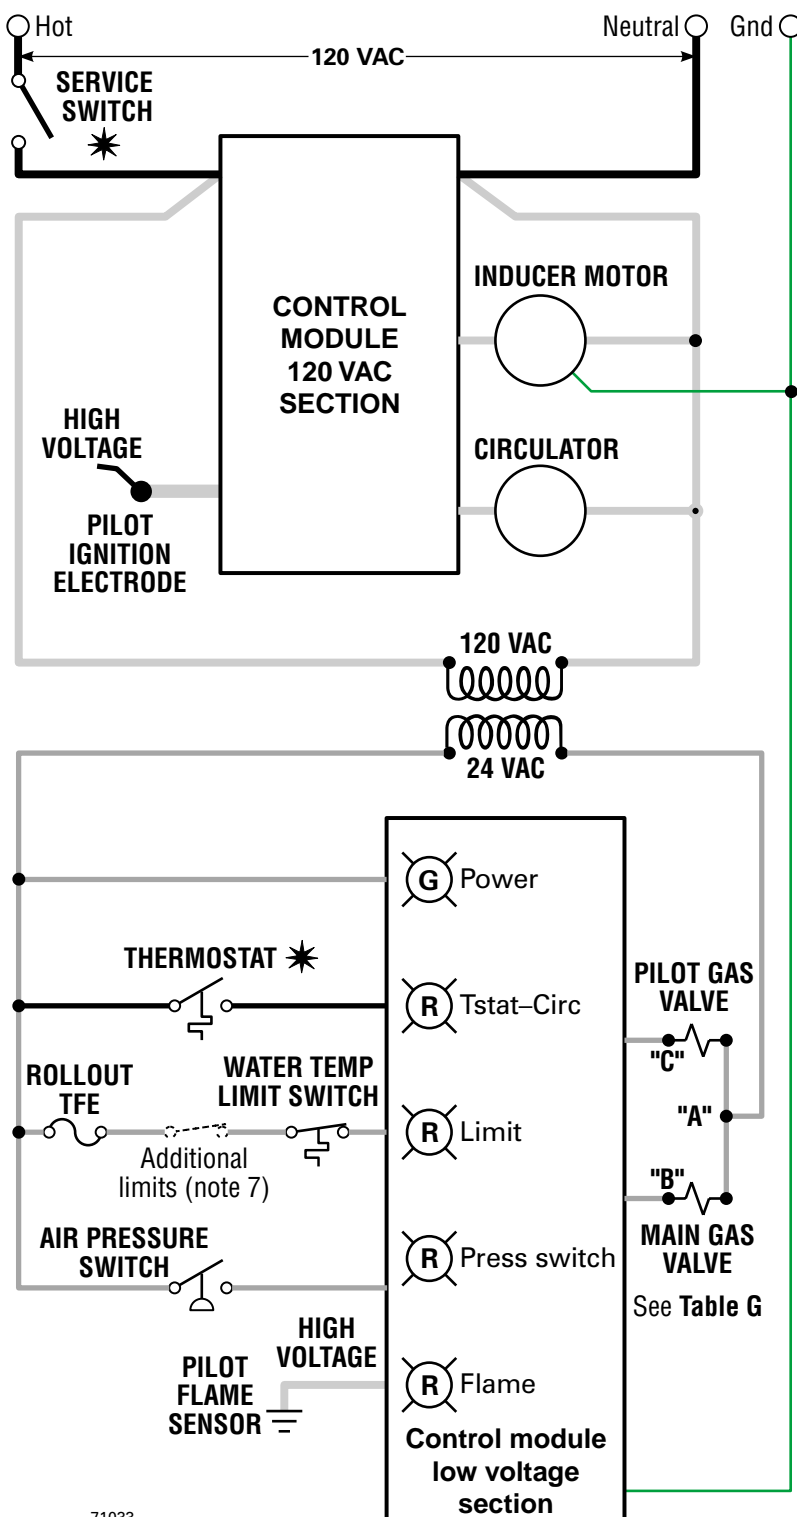 Hot
Neutral
Gnd
120 VAC
SERVICE
SWITCH
INDUCER MOTOR
CONTROL
MODULE
120 VAC
SECTION
HIGH
VOLTAGE
CIRCULATOR
PILOT
IGNITION
ELECTRODE
120 VAC
24 VAC
G
Power
THERMOSTAT
PILOT GAS
VALVE
R
Tstat–Circ
"C"
ROLLOUT
TFE
WATER TEMP
LIMIT SWITCH
"A"
R
Limit
Additional
limits (note 7)
"B"
AIR PRESSURE
SWITCH
MAIN GAS
VALVE
R
Press switch
See Table G
HIGH
VOLTAGE
PILOT
FLAME
SENSOR
R
Flame
Control module
low voltage
section